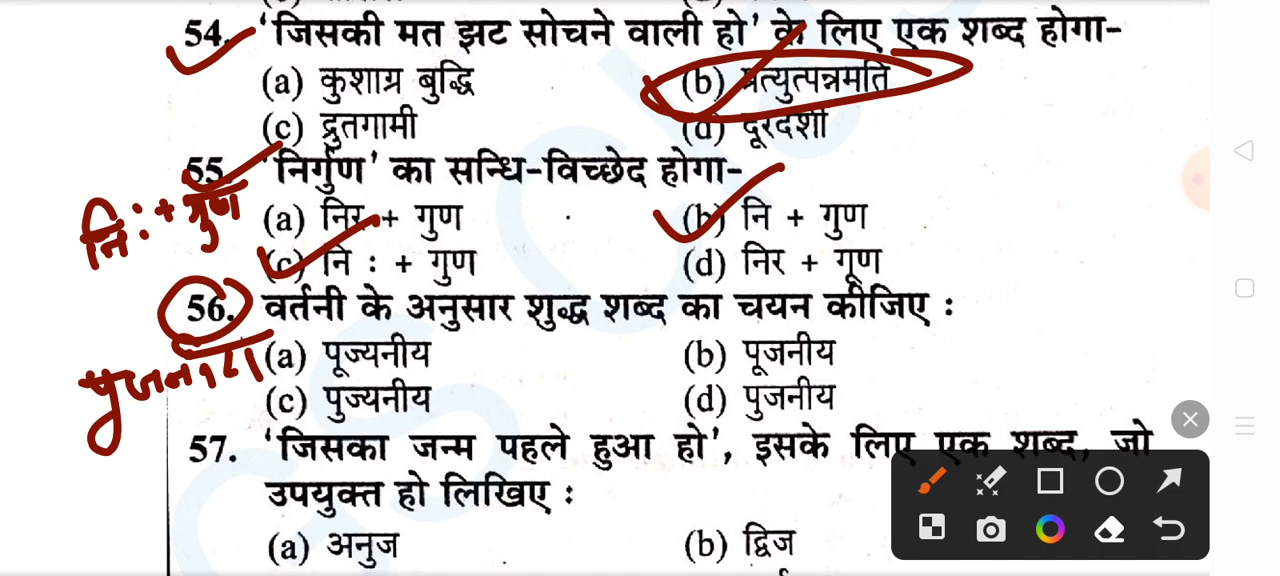 54. 'जिसकी मत झट सोचने वाली हो' के लिए एक शब्द होगा-
(a) कुशाग्र बुद्धि (b) प्रत्युत्पन्नमति
(c) द्रुतगामी (d) दूरदर्शी
55. 'निर्गुण' का सन्धि-विच्छेद होगा-
निः + गुण
(a) निर + गुण (b) नि + गुण
(c) नि : + गुण (d) निर + गूण
56. वर्तनी के अनुसार शुद्ध शब्द का चयन कीजिए :
(a) पूज्यनीय (b) पूजनीय
(c) पुज्यनीय (d) पुजनीय
57. 'जिसका जन्म पहले हुआ हो', इसके लिए एक शब्द, जो
उपयुक्त हो लिखिए :
(a) अनुज (b) द्विज